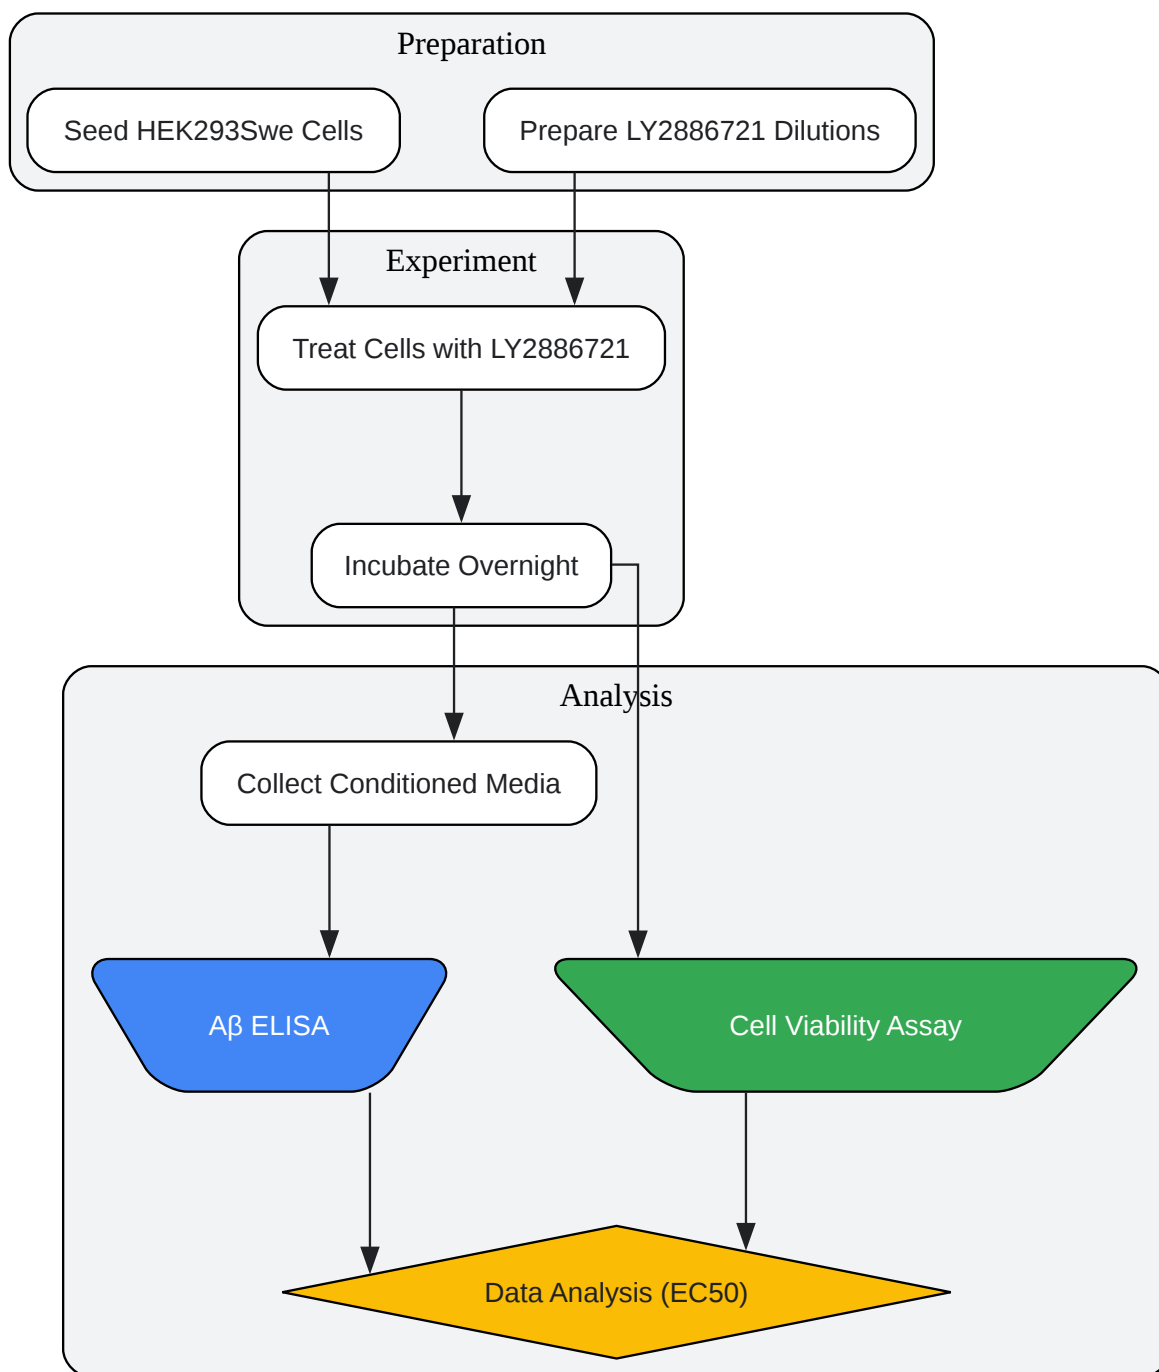 Preparation
Seed HEK293Swe Cells
Prepare LY2886721 Dilutions
Experiment
Treat Cells with LY2886721
Incubate Overnight
Analysis
Collect Conditioned Media
Aβ ELISA
Cell Viability Assay
Data Analysis (EC50)